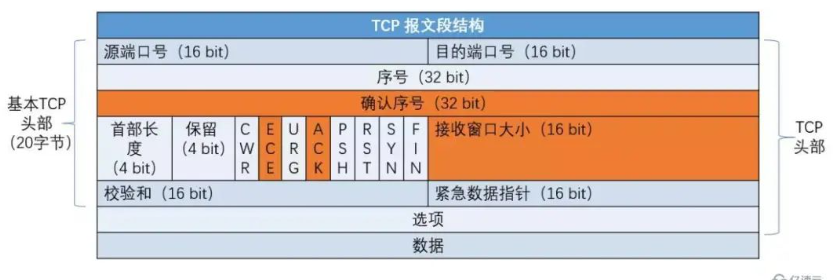 TCP 报文段结构
源端口号 (16 bit) 目的端口号 (16 bit)
序号 (32 bit)
确认序号 (32 bit)
基本TCP
头部
(20字节)
首部长
度
(4 bit)
保留
(4 bit)
CWR
ECE
URG
ACK
PSH
RST
SYN
FIN
接收窗口大小 (16 bit)
TCP
头部
校验和 (16 bit) 紧急数据指针 (16 bit)
选项
数据
亿速云